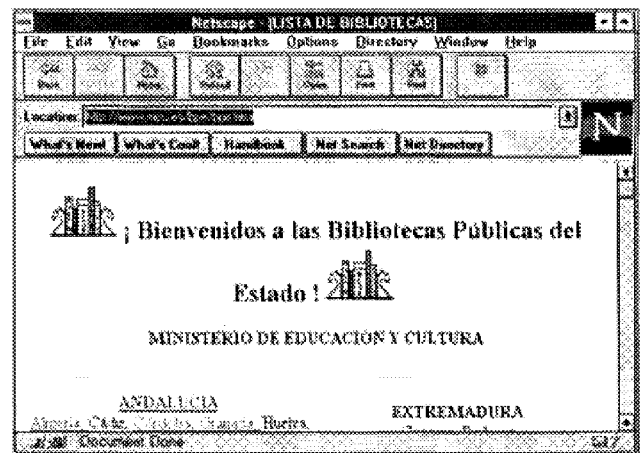 Netscape - [LISTA DE BIBLIOTECAS]
File Edit View Go Bookmarks Options Directory Window Help
Back Home Reload Open Print Find
Location:
What's New! What's Cool! Handbook Net Search Net Directory
¡ Bienvenidos a las Bibliotecas Públicas del
Estado !
MINISTERIO DE EDUCACION Y CULTURA
ANDALUCIA
Almería, Cádiz, Córdoba, Granada, Huelva,
EXTREMADURA
Document Done